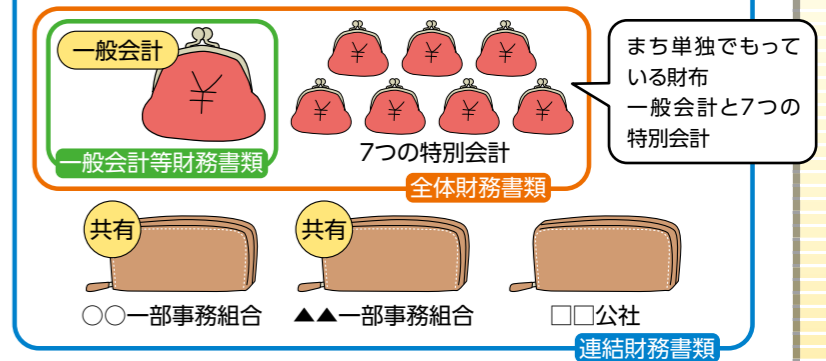 一般会計
¥
一般会計等財務書類
¥ ¥ ¥
¥ ¥ ¥ ¥
7つの特別会計
全体財務書類
まち単独でもって
いる財布
一般会計と7つの
特別会計
共有
共有
○○一部事務組合
▲▲一部事務組合
□□公社
連結財務書類